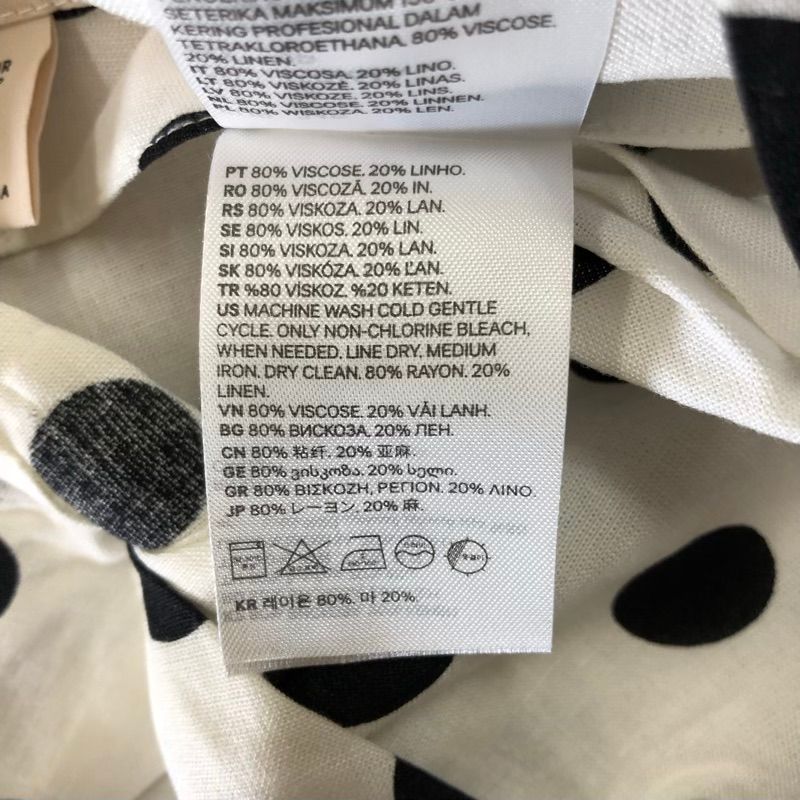 SETERIKA MAKSIMUM
KERING PROFESIONAL DALAM
TETRAKLOROETHANA. 80% VISCOSE.
20% LINEN.
IT 80% VISCOSA. 20% LINO.
LT 80% VISKOZĖ. 20% LINAS.
LV 80% VISKOZE. 20% LINS.
NL 80% VISCOSE. 20% LINNEN.
PL 80% WISKOZA. 20% LEN.
PT 80% VISCOSE. 20% LINHO.
RO 80% VISCOZĂ. 20% IN.
RS 80% VISKOZA. 20% LAN.
SE 80% VISKOS. 20% LIN.
SI 80% VISKOZA. 20% LAN.
SK 80% VISKÓZA. 20% ĽAN.
TR %80 VİSKOZ. %20 KETEN.
US MACHINE WASH COLD GENTLE
CYCLE. ONLY NON-CHLORINE BLEACH,
WHEN NEEDED. LINE DRY. MEDIUM
IRON. DRY CLEAN. 80% RAYON. 20%
LINEN.
VN 80% VISCOSE. 20% VẢI LANH.
BG 80% ВИСКОЗА. 20% ЛЕН.
CN 80% 粘纤. 20% 亚麻.
GE 80% ვისკოზა. 20% სელი.
GR 80% ΒΙΣΚΟΖΗ, ΡΕΓΙΟΝ. 20% ΛΙΝΟ.
JP 80% レーヨン. 20% 麻.
KR 레이온 80%. 마 20%.